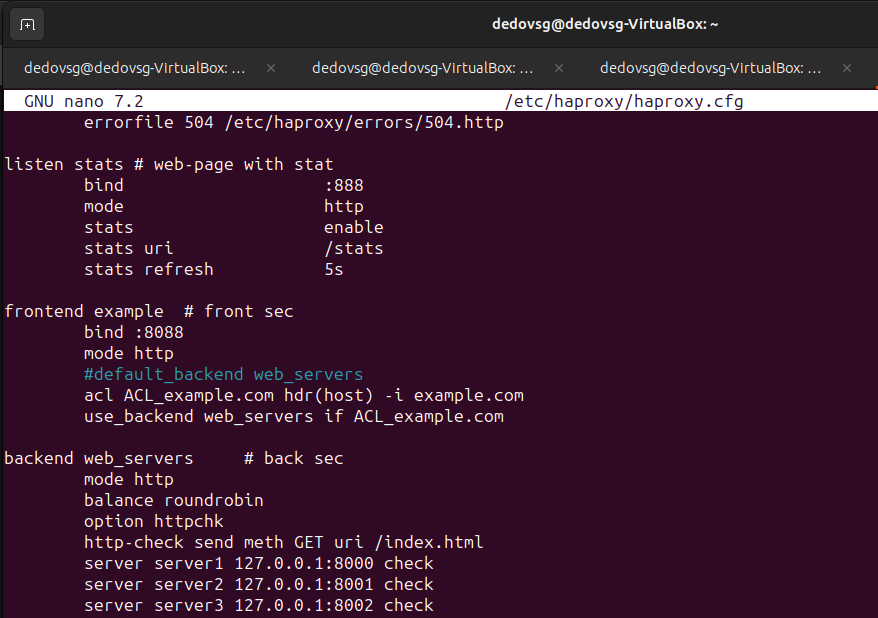 dedovsg@dedovsg-VirtualBox: ~
dedovsg@dedovsg-VirtualBox: ... × dedovsg@dedovsg-VirtualBox: ... × dedovsg@dedovsg-VirtualBox: ... ×
GNU nano 7.2 /etc/haproxy/haproxy.cfg
errorfile 504 /etc/haproxy/errors/504.http
listen stats # web-page with stat
bind :888
mode http
stats enable
stats uri /stats
stats refresh 5s
frontend example # front sec
bind :8088
mode http
#default_backend web_servers
acl ACL_example.com hdr(host) -i example.com
use_backend web_servers if ACL_example.com
backend web_servers # back sec
mode http
balance roundrobin
option httpchk
http-check send meth GET uri /index.html
server server1 127.0.0.1:8000 check
server server2 127.0.0.1:8001 check
server server3 127.0.0.1:8002 check